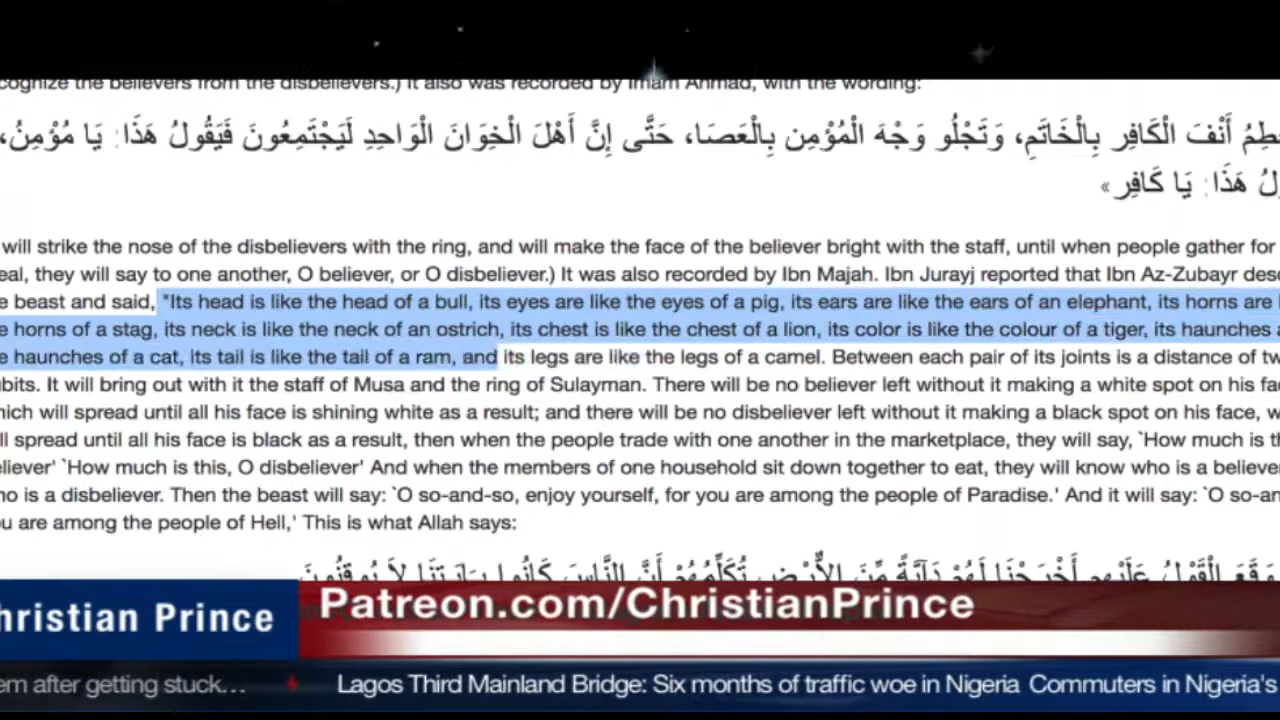 cognize the believers from the disbelievers.) It also was recorded by Imam Ahmad, with the wording:
أَنْفَ الْكَافِر بِالْخَاتَمِ، وَتَجْلُو وَجْهَ الْمُؤْمِن بِالْعَصَا، حَتَّى إِنَّ أَهْلَ الْخِوَانَ الْوَاحِدِ لَيَجْتَمِعُونَ فَيَقُولُ هَذَا: يَا مُؤْمِنُ،
هَذَا: يَا كَافِر»
will strike the nose of the disbelievers with the ring, and will make the face of the believer bright with the staff, until when people gather for
eal, they will say to one another, O believer, or O disbeliever.) It was also recorded by Ibn Majah. Ibn Jurayj reported that Ibn Az-Zubayr desc
e beast and said, "Its head is like the head of a bull, its eyes are like the eyes of a pig, its ears are like the ears of an elephant, its horns are
e horns of a stag, its neck is like the neck of an ostrich, its chest is like the chest of a lion, its color is like the colour of a tiger, its haunches
e haunches of a cat, its tail is like the tail of a ram, and its legs are like the legs of a camel. Between each pair of its joints is a distance of tw
ubits. It will bring out with it the staff of Musa and the ring of Sulayman. There will be no believer left without it making a white spot on his fac
hich will spread until all his face is shining white as a result; and there will be no disbeliever left without it making a black spot on his face, w
ll spread until all his face is black as a result, then when the people trade with one another in the marketplace, they will say, `How much is th
eliever' `How much is this, O disbeliever' And when the members of one household sit down together to eat, they will know who is a believe
ho is a disbeliever. Then the beast will say: `O so-and-so, enjoy yourself, for you are among the people of Paradise.' And it will say: `O so-an
ou are among the people of Hell,' This is what Allah says:
الْقَوْلُ عَلَيْهِم أَخْرَجْنَا لَهُمْ دَآبَّةً مِّنَ الاٌّرْضِ تُكَلِّمُهُمْ أَنَّ النَّاسَ كَانُوا بِـَايَـتِنَا لاَ يُوقِنُونَ
hristian Prince
Patreon.com/ChristianPrince
em after getting stuck...
Lagos Third Mainland Bridge: Six months of traffic woe in Nigeria Commuters in Nigeria's